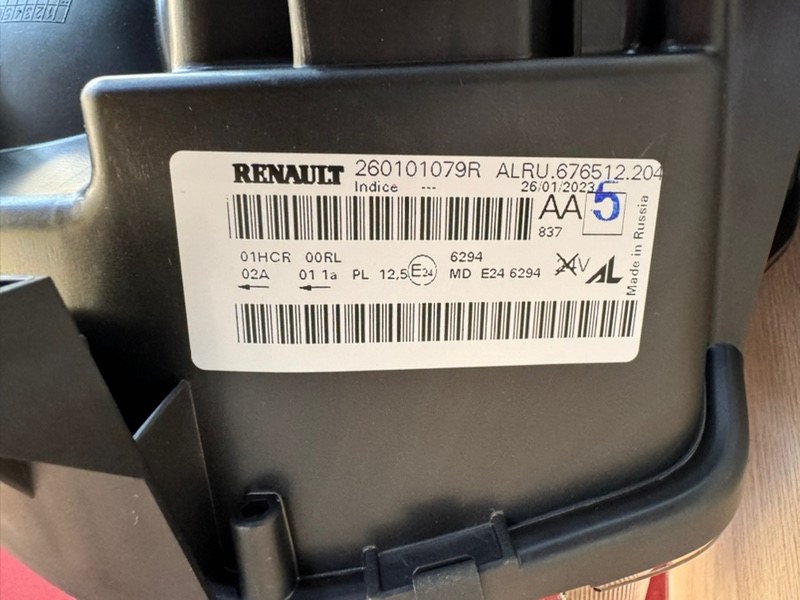 RENAULT 260101079R ALRU.676512.204
Indice --- 26/01/2023
AA 5
837
01HCR 00RL 6294
02A 01 1a PL 12,5 E24 MD E24 6294 24V AL
Made in Russia